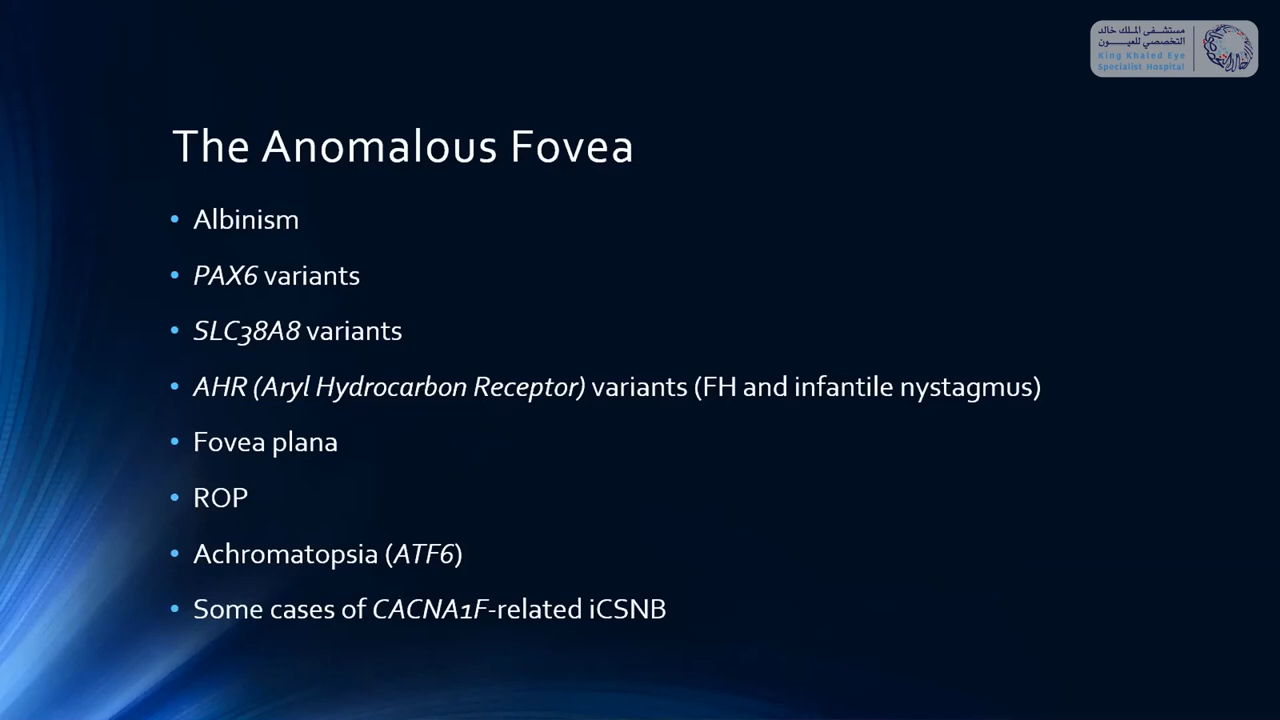 مستشفى الملك خالد
التخصصي للعيون
King Khaled Eye
Specialist Hospital
The Anomalous Fovea
• Albinism
• PAX6 variants
• SLC38A8 variants
• AHR (Aryl Hydrocarbon Receptor) variants (FH and infantile nystagmus)
• Fovea plana
• ROP
• Achromatopsia (ATF6)
• Some cases of CACNA1F-related iCSNB